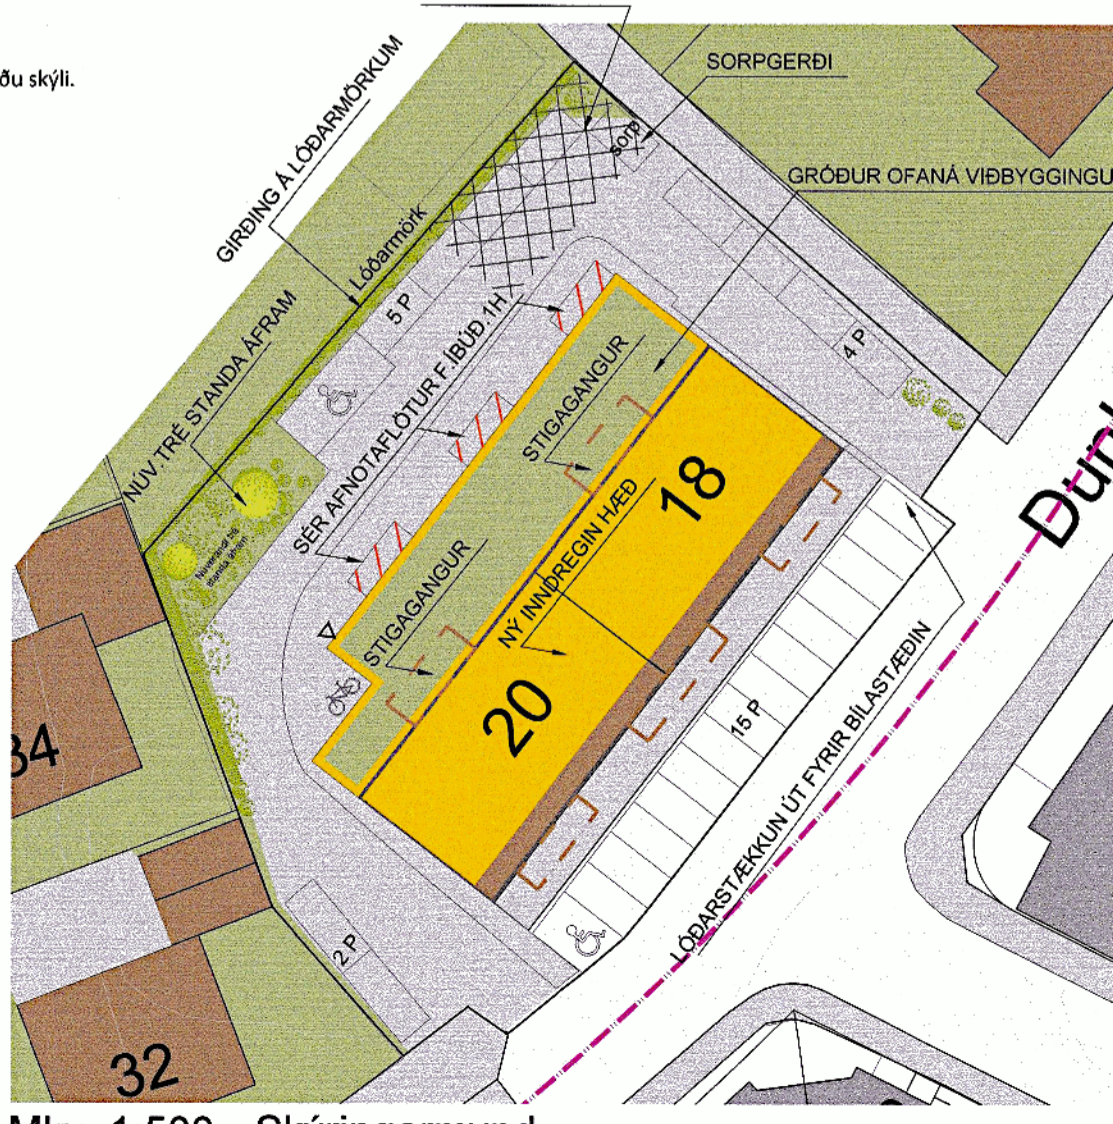 ðu skýli.
SORPGERÐI
GIRÐING Á LÓÐARMÖRKUM
sorp
GRÓÐUR OFANÁ VIÐBYGGINGU
Lóðarmörk
5 P
4 P
NÚV. TRÉ STANDA ÁFRAM
SÉR AFNOTAFLÖTUR F. ÍBÚÐ. 1H
STIGAGANGUR
18
NÝ INNDREGIN HÆÐ
STIGAGANGUR
20
15 P
LÓÐARSTÆKKUN ÚT FYRIR BÍLASTÆÐIN
34
2 P
32